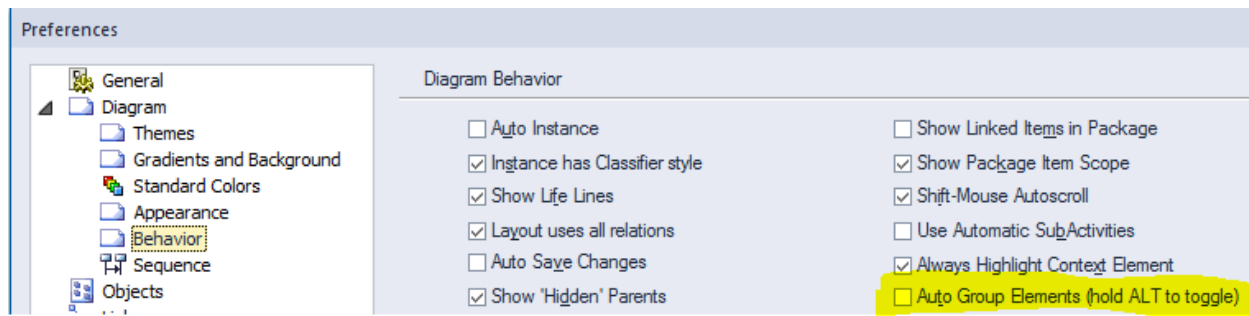 Preferences
General
Diagram
Themes
Gradients and Background
Standard Colors
Appearance
Behavior
Sequence
Objects
Diagram Behavior
Auto Instance
Instance has Classifier style
Show Life Lines
Layout uses all relations
Auto Save Changes
Show 'Hidden' Parents
Show Linked Items in Package
Show Package Item Scope
Shift-Mouse Autoscroll
Use Automatic SubActivities
Always Highlight Context Element
Auto Group Elements (hold ALT to toggle)